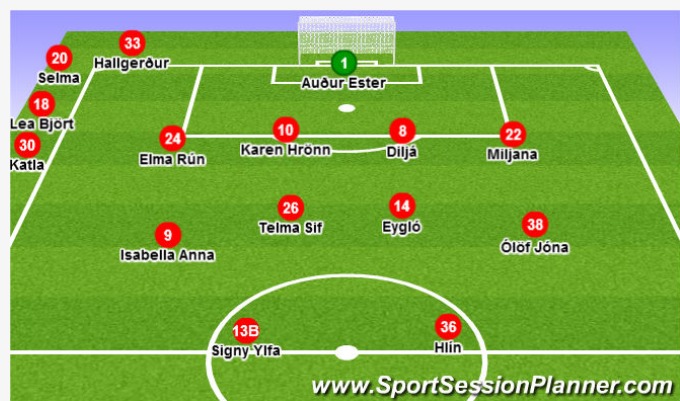 33
Hallgerður
20
Selma
1
Auður Ester
18
Lea Björt
30
Katla
24
Elma Rún
10
Karen Hrönn
8
Diljá
22
Miljana
9
Isabella Anna
26
Telma Sif
14
Eygló
38
Ólöf Jóna
13B
Signy Ylfa
36
Hlín
www.SportSessionPlanner.com